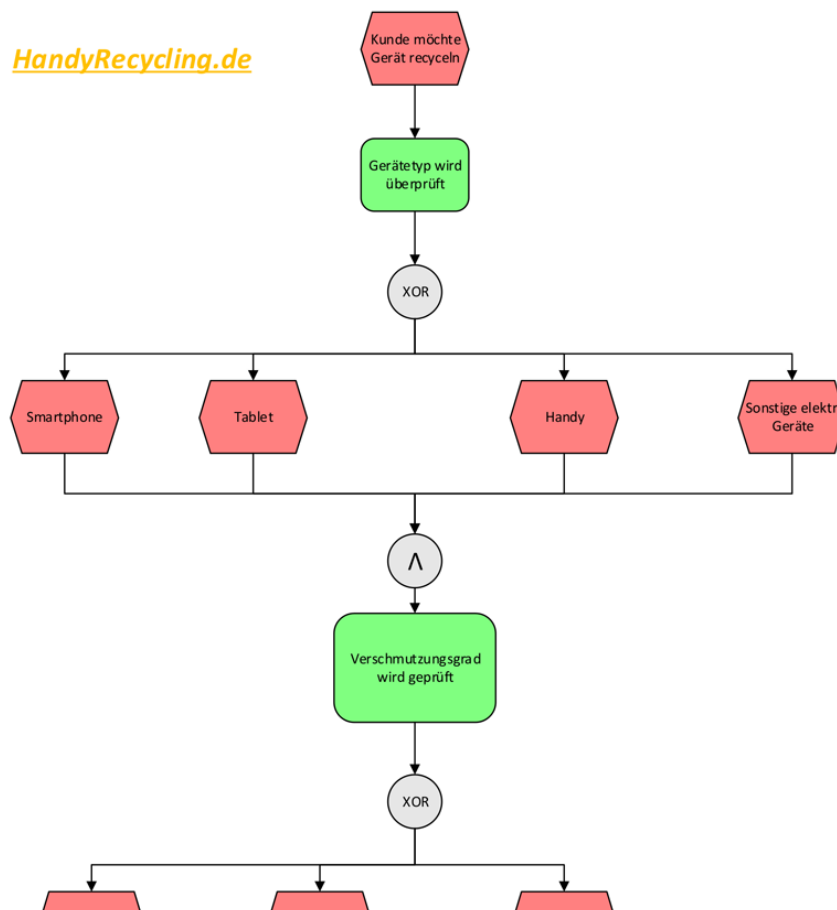 HandyRecycling.de
Kunde möchte
Gerät recyceln
Gerätetyp wird
überprüft
XOR
Smartphone
Tablet
Handy
Sonstige elektr
Geräte
Λ
Verschmutzungsgrad
wird geprüft
XOR